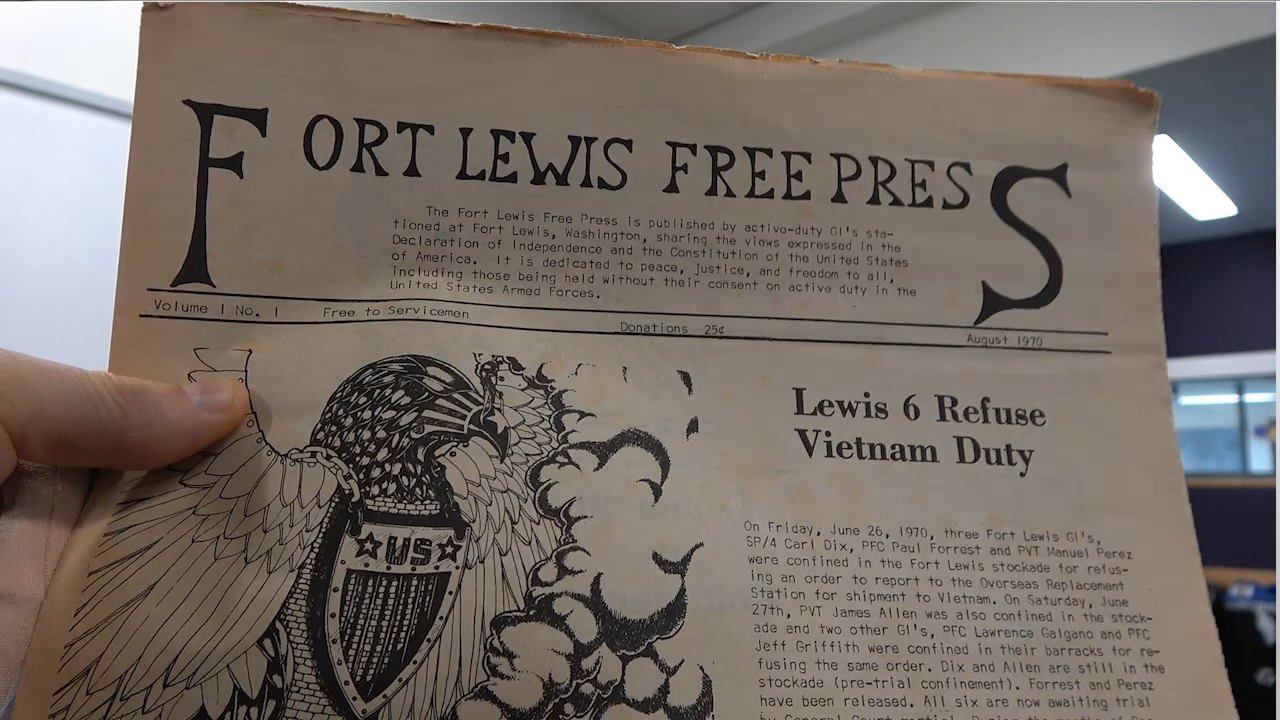 FORT LEWIS FREE PRESS
The Fort Lewis Free Press is published by active-duty GI's sta-
tioned at Fort Lewis, Washington, sharing the views expressed in the
Declaration of Independence and the Constitution of the United States
of America. It is dedicated to peace, justice, and freedom to all,
including those being held without their consent on active duty in the
United States Armed Forces.
Volume I No. I Free to Servicemen Donations 25¢ August 1970
US
Lewis 6 Refuse
Vietnam Duty
On Friday, June 26, 1970, three Fort Lewis GI's,
SP/4 Carl Dix, PFC Paul Forrest and PVT Manuel Perez
were confined in the Fort Lewis stockade for refus-
ing an order to report to the Overseas Replacement
Station for shipment to Vietnam. On Saturday, June
27th, PVT James Allen was also confined in the stock-
ade and two other GI's, PFC Lawrence Galgano and PFC
Jeff Griffith were confined in their barracks for re-
fusing the same order. Dix and Allen are still in the
stockade (pre-trial confinement). Forrest and Perez
have been released. All six are now awaiting trial
by General Court